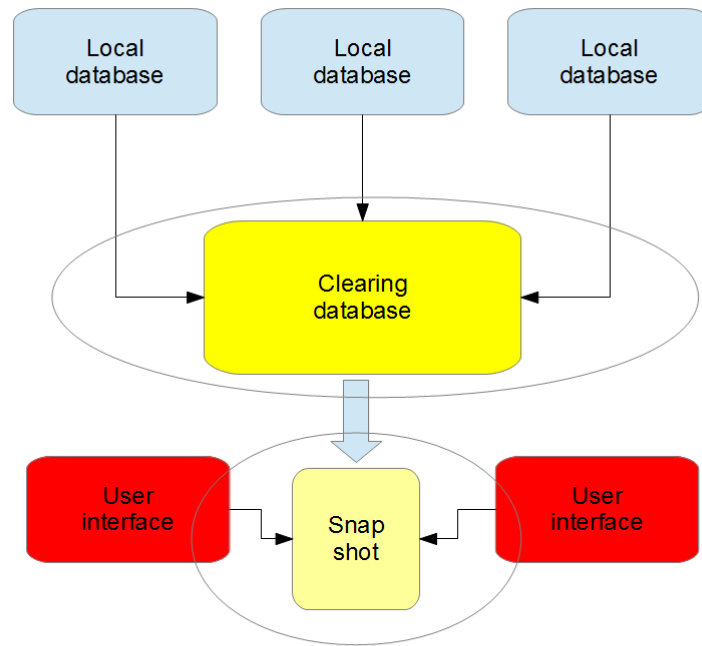 Local
database
Local
database
Local
database
Clearing
database
User
interface
Snap
shot
User
interface